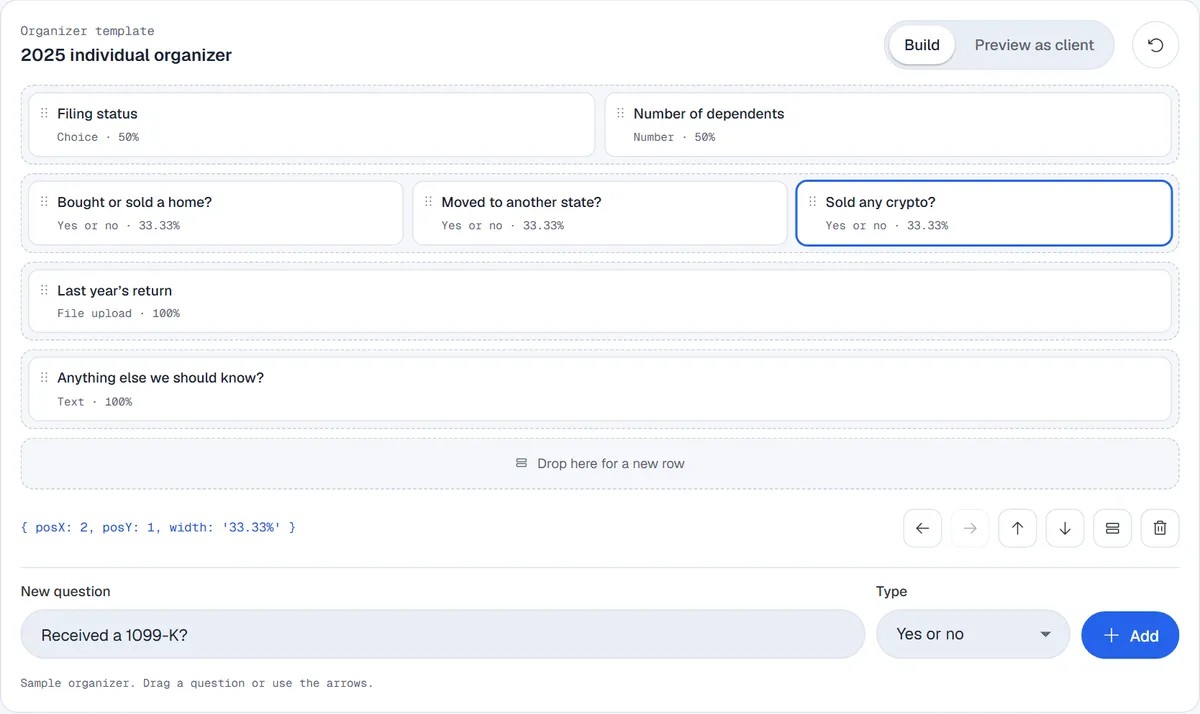 Organizer template
2025 individual organizer
Build
Preview as client
Filing status
Choice · 50%
Number of dependents
Number · 50%
Bought or sold a home?
Yes or no · 33.33%
Moved to another state?
Yes or no · 33.33%
Sold any crypto?
Yes or no · 33.33%
Last year’s return
File upload · 100%
Anything else we should know?
Text · 100%
Drop here for a new row
{ posX: 2, posY: 1, width: '33.33%' }
New question
Type
Received a 1099-K?
Yes or no
Add
Sample organizer. Drag a question or use the arrows.